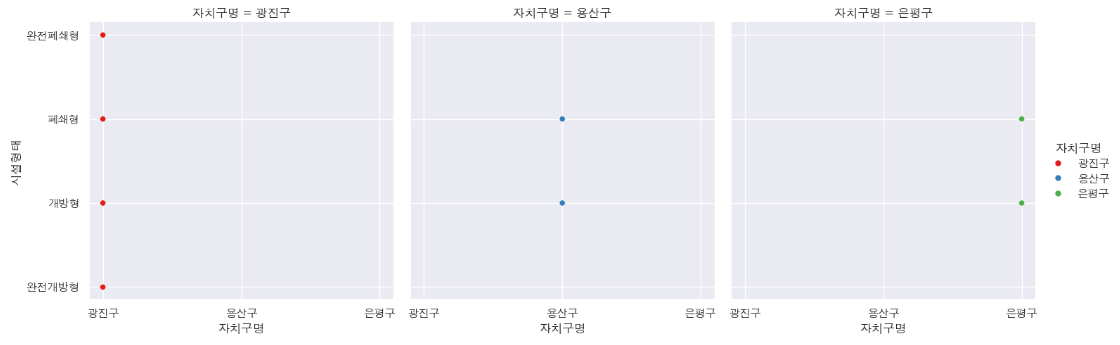 자치구명 = 광진구
자치구명 = 용산구
자치구명 = 은평구
완전폐쇄형
폐쇄형
개방형
완전개방형
시설형태
광진구
용산구
은평구
광진구
용산구
은평구
광진구
용산구
은평구
자치구명
자치구명
자치구명
자치구명
광진구
용산구
은평구